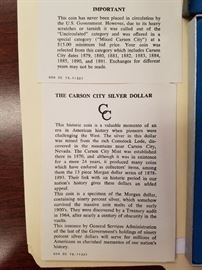 IMPORTANT
This coin has never been placed in circulation by
the U.S. Government. However, due to its heavy
scratches or tarnish it was culled out of the
"Uncirculated" category and was offered in a
special category ("Mixed Carson City") at a
$15.00 minimum bid price. Your coin was
selected from this category which includes Carson
City dates 1879, 1880, 1881, 1882, 1883, 1884,
1885, 1890, and 1891. Exchanges for different
years may not be made.
THE CARSON CITY SILVER DOLLAR
CC
This historic coin is a valuable memento of an
era in American history when pioneers were
challenging the West. The silver in this dollar
was mined from the rich Comstock Lode, dis-
covered in the mountains near Carson City,
Nevada. The Carson City Mint was established
there in 1870, and although it was in existence
for a mere 24 years, it produced many coins
which have endured as collectors' items, among
them the 13 piece Morgan dollar series of 1878-
1893. This link with an historic period in our
nation's history gives these dollars an added
appeal.
This coin is a specimen of the Morgan dollar,
containing ninety percent silver, which somehow
survived the massive coin melts of the early
1900's. They were discovered by a Treasury audit
in 1964, after nearly a century of obscurity in the
vaults.
This issuance by General Services Administration
of the last of the Government's holdings of ninety
percent silver dollars will serve for millions of
Americans as cherished mementos of our nation's
history.